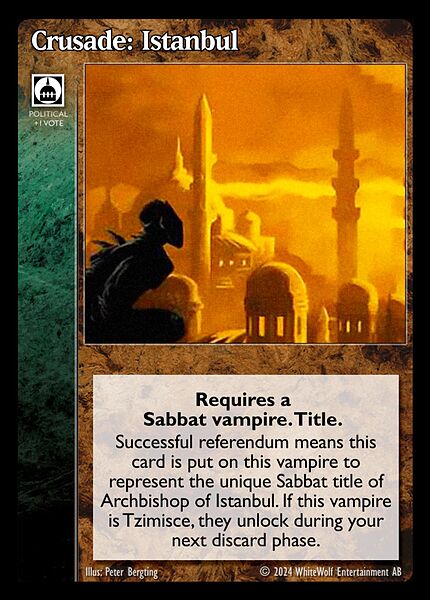 Crusade: Istanbul
POLITICAL
+1 VOTE
Requires a
Sabbat vampire. Title.
Successful referendum means this
card is put on this vampire to
represent the unique Sabbat title of
Archbishop of Istanbul. If this vampire
is Tzimisce, they unlock during your
next discard phase.
Illus: Peter Bergting
© 2024 WhiteWolf Entertainment AB